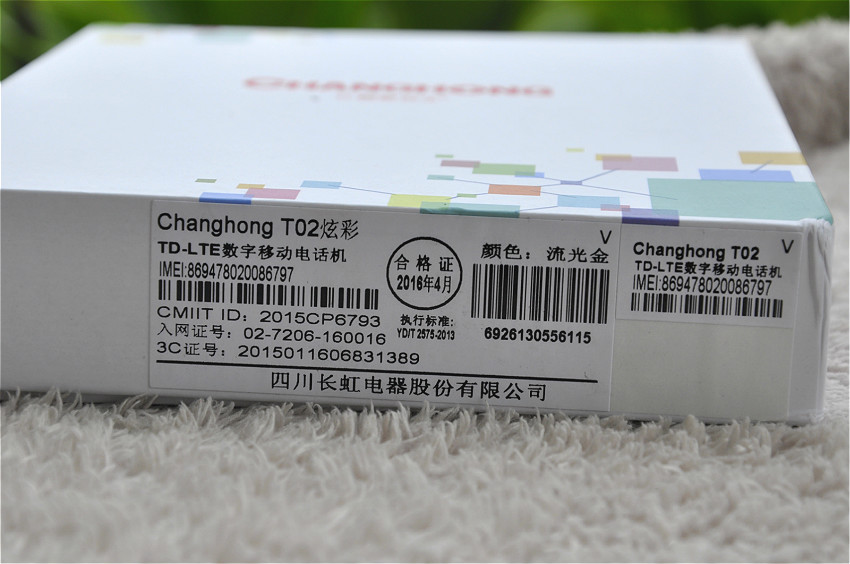 CHANGHONG
Changhong T02炫彩
TD-LTE数字移动电话机
IMEI:869478020086797
CMIIT ID: 2015CP6793
入网证号: 02-7206-160016
3C证号: 2015011606831389
合格证
2016年4月
执行标准:
YD/T 2575-2013
V
颜色: 流光金
6926130556115
四川长虹电器股份有限公司
V
Changhong T02
TD-LTE数字移动电话机
IMEI:869478020086797